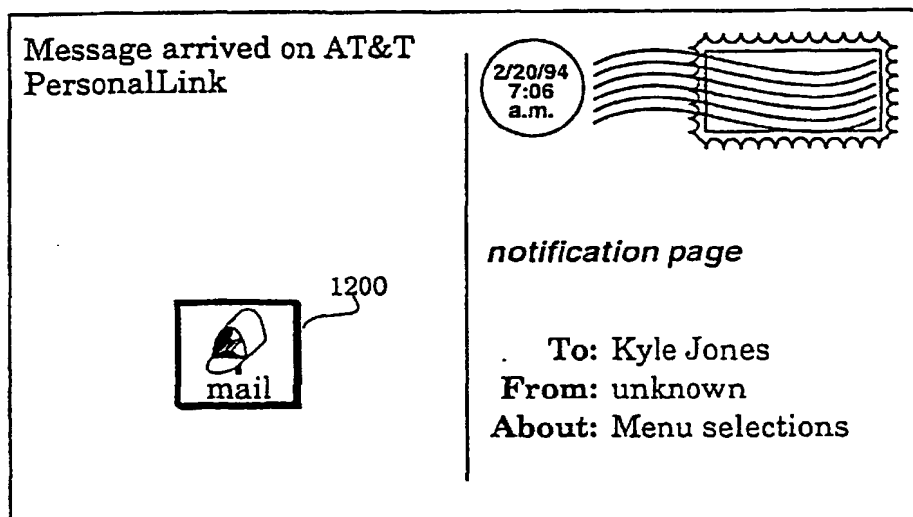 Message arrived on AT&T
PersonalLink
2/20/94
7:06
a.m.
notification page
1200
mail
To: Kyle Jones
From: unknown
About: Menu selections